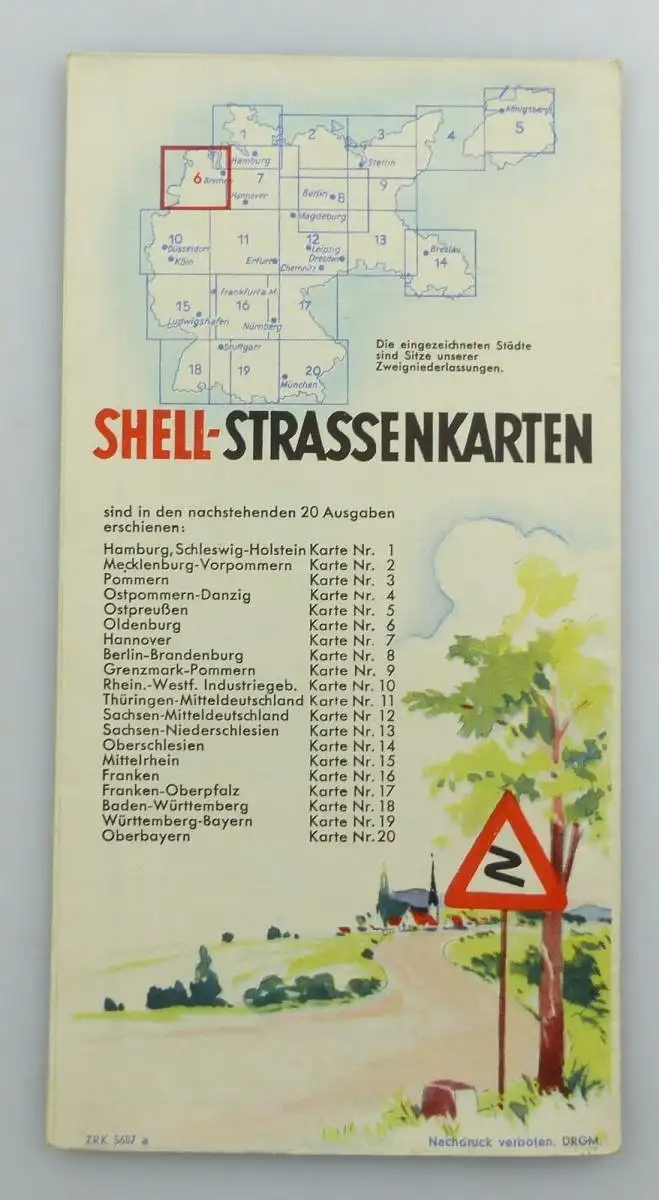 Königsberg
5
1
2
3
4
Hamburg
Stettin
6
Bremen
7
Hannover
Berlin
8
9
Magdeburg
10
Düsseldorf
Köln
11
Erfurt
12
Leipzig
Dresden
Chemnitz
13
Breslau
14
Frankfurt a.M.
15
Ludwigshafen
16
Nürnberg
17
Stuttgart
18
19
20
München
Die eingezeichneten Städte
sind Sitze unserer
Zweigniederlassungen.
SHELL-STRASSENKARTEN
sind in den nachstehenden 20 Ausgaben
erschienen:
Hamburg, Schleswig-Holstein Karte Nr. 1
Mecklenburg-Vorpommern Karte Nr. 2
Pommern Karte Nr. 3
Ostpommern-Danzig Karte Nr. 4
Ostpreußen Karte Nr. 5
Oldenburg Karte Nr. 6
Hannover Karte Nr. 7
Berlin-Brandenburg Karte Nr. 8
Grenzmark-Pommern Karte Nr. 9
Rhein.-Westf. Industriegeb. Karte Nr. 10
Thüringen-Mitteldeutschland Karte Nr. 11
Sachsen-Mitteldeutschland Karte Nr 12
Sachsen-Niederschlesien Karte Nr. 13
Oberschlesien Karte Nr. 14
Mittelrhein Karte Nr. 15
Franken Karte Nr. 16
Franken-Oberpfalz Karte Nr. 17
Baden-Württemberg Karte Nr. 18
Württemberg-Bayern Karte Nr. 19
Oberbayern Karte Nr. 20
ZRK 5687 a
Nachdruck verboten. DRGM.